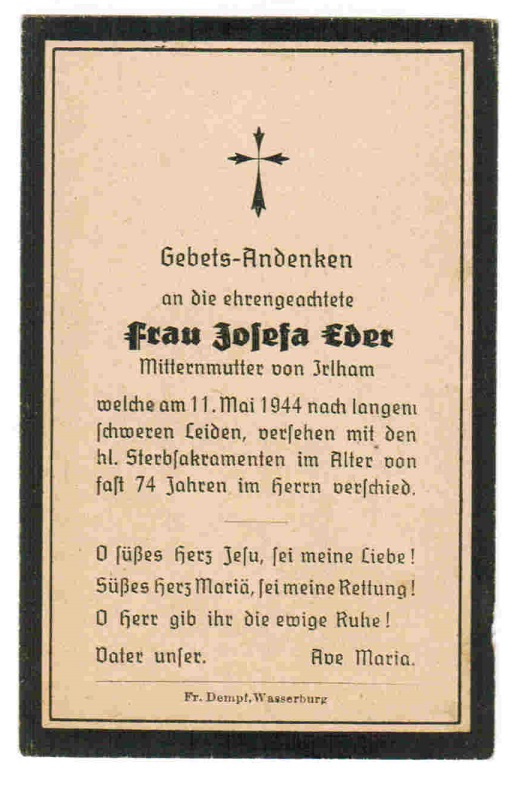 Gebets-Andenken
an die ehrengeachtete
Frau Josefa Eder
Mitternmutter von Irlham
welche am 11. Mai 1944 nach langem
schweren Leiden, versehen mit den
hl. Sterbsakramenten im Alter von
fast 74 Jahren im Herrn verschied.
O süßes Herz Jesu, sei meine Liebe!
Süßes Herz Mariä, sei meine Rettung!
O Herr gib ihr die ewige Ruhe!
Vater unser. Ave Maria.
Fr. Dempf, Wasserburg